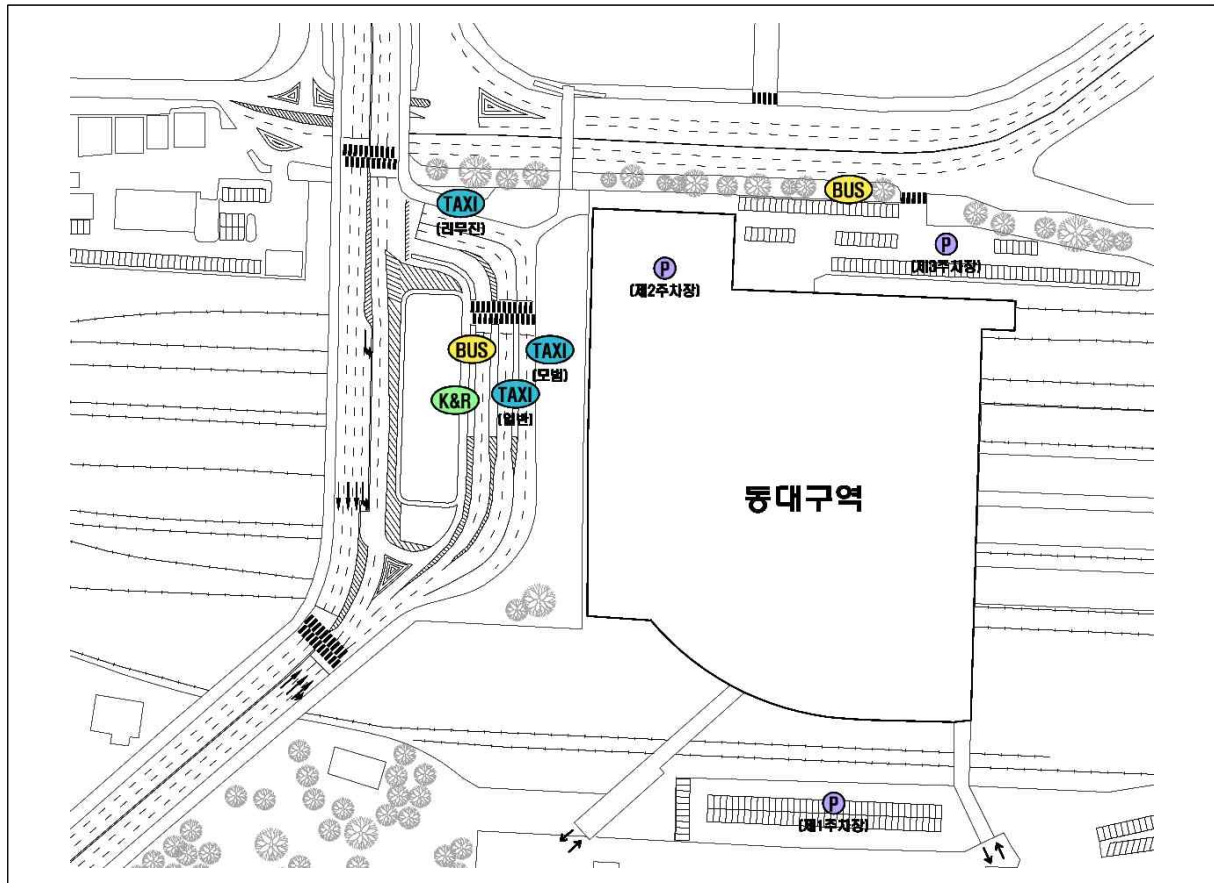 BUS
TAXI
(리무진)
P
(제3주차장)
P
(제2주차장)
BUS
TAXI
(모범)
K&R
TAXI
(일반)
동대구역
P
(제1주차장)